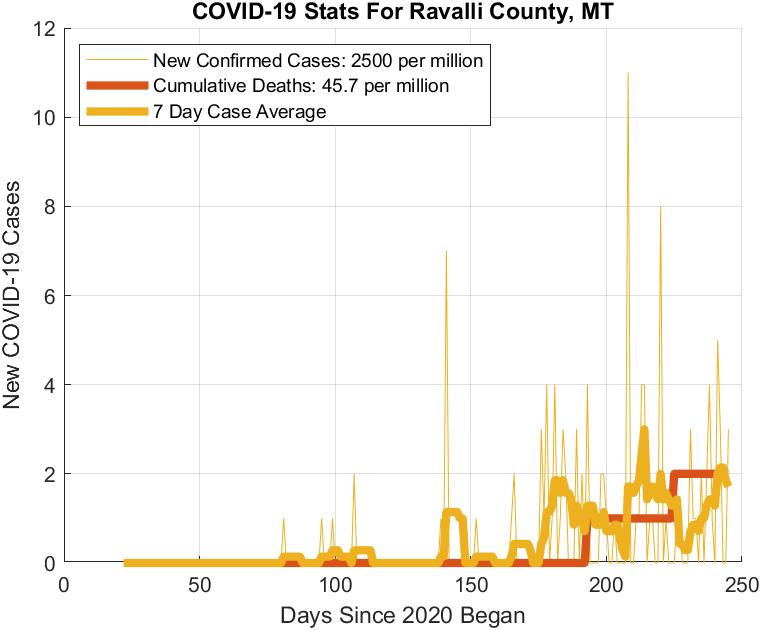 COVID-19 Stats For Ravalli County, MT
New Confirmed Cases: 2500 per million
Cumulative Deaths: 45.7 per million
7 Day Case Average
New COVID-19 Cases
12
10
8
6
4
2
0
0 50 100 150 200 250
Days Since 2020 Began